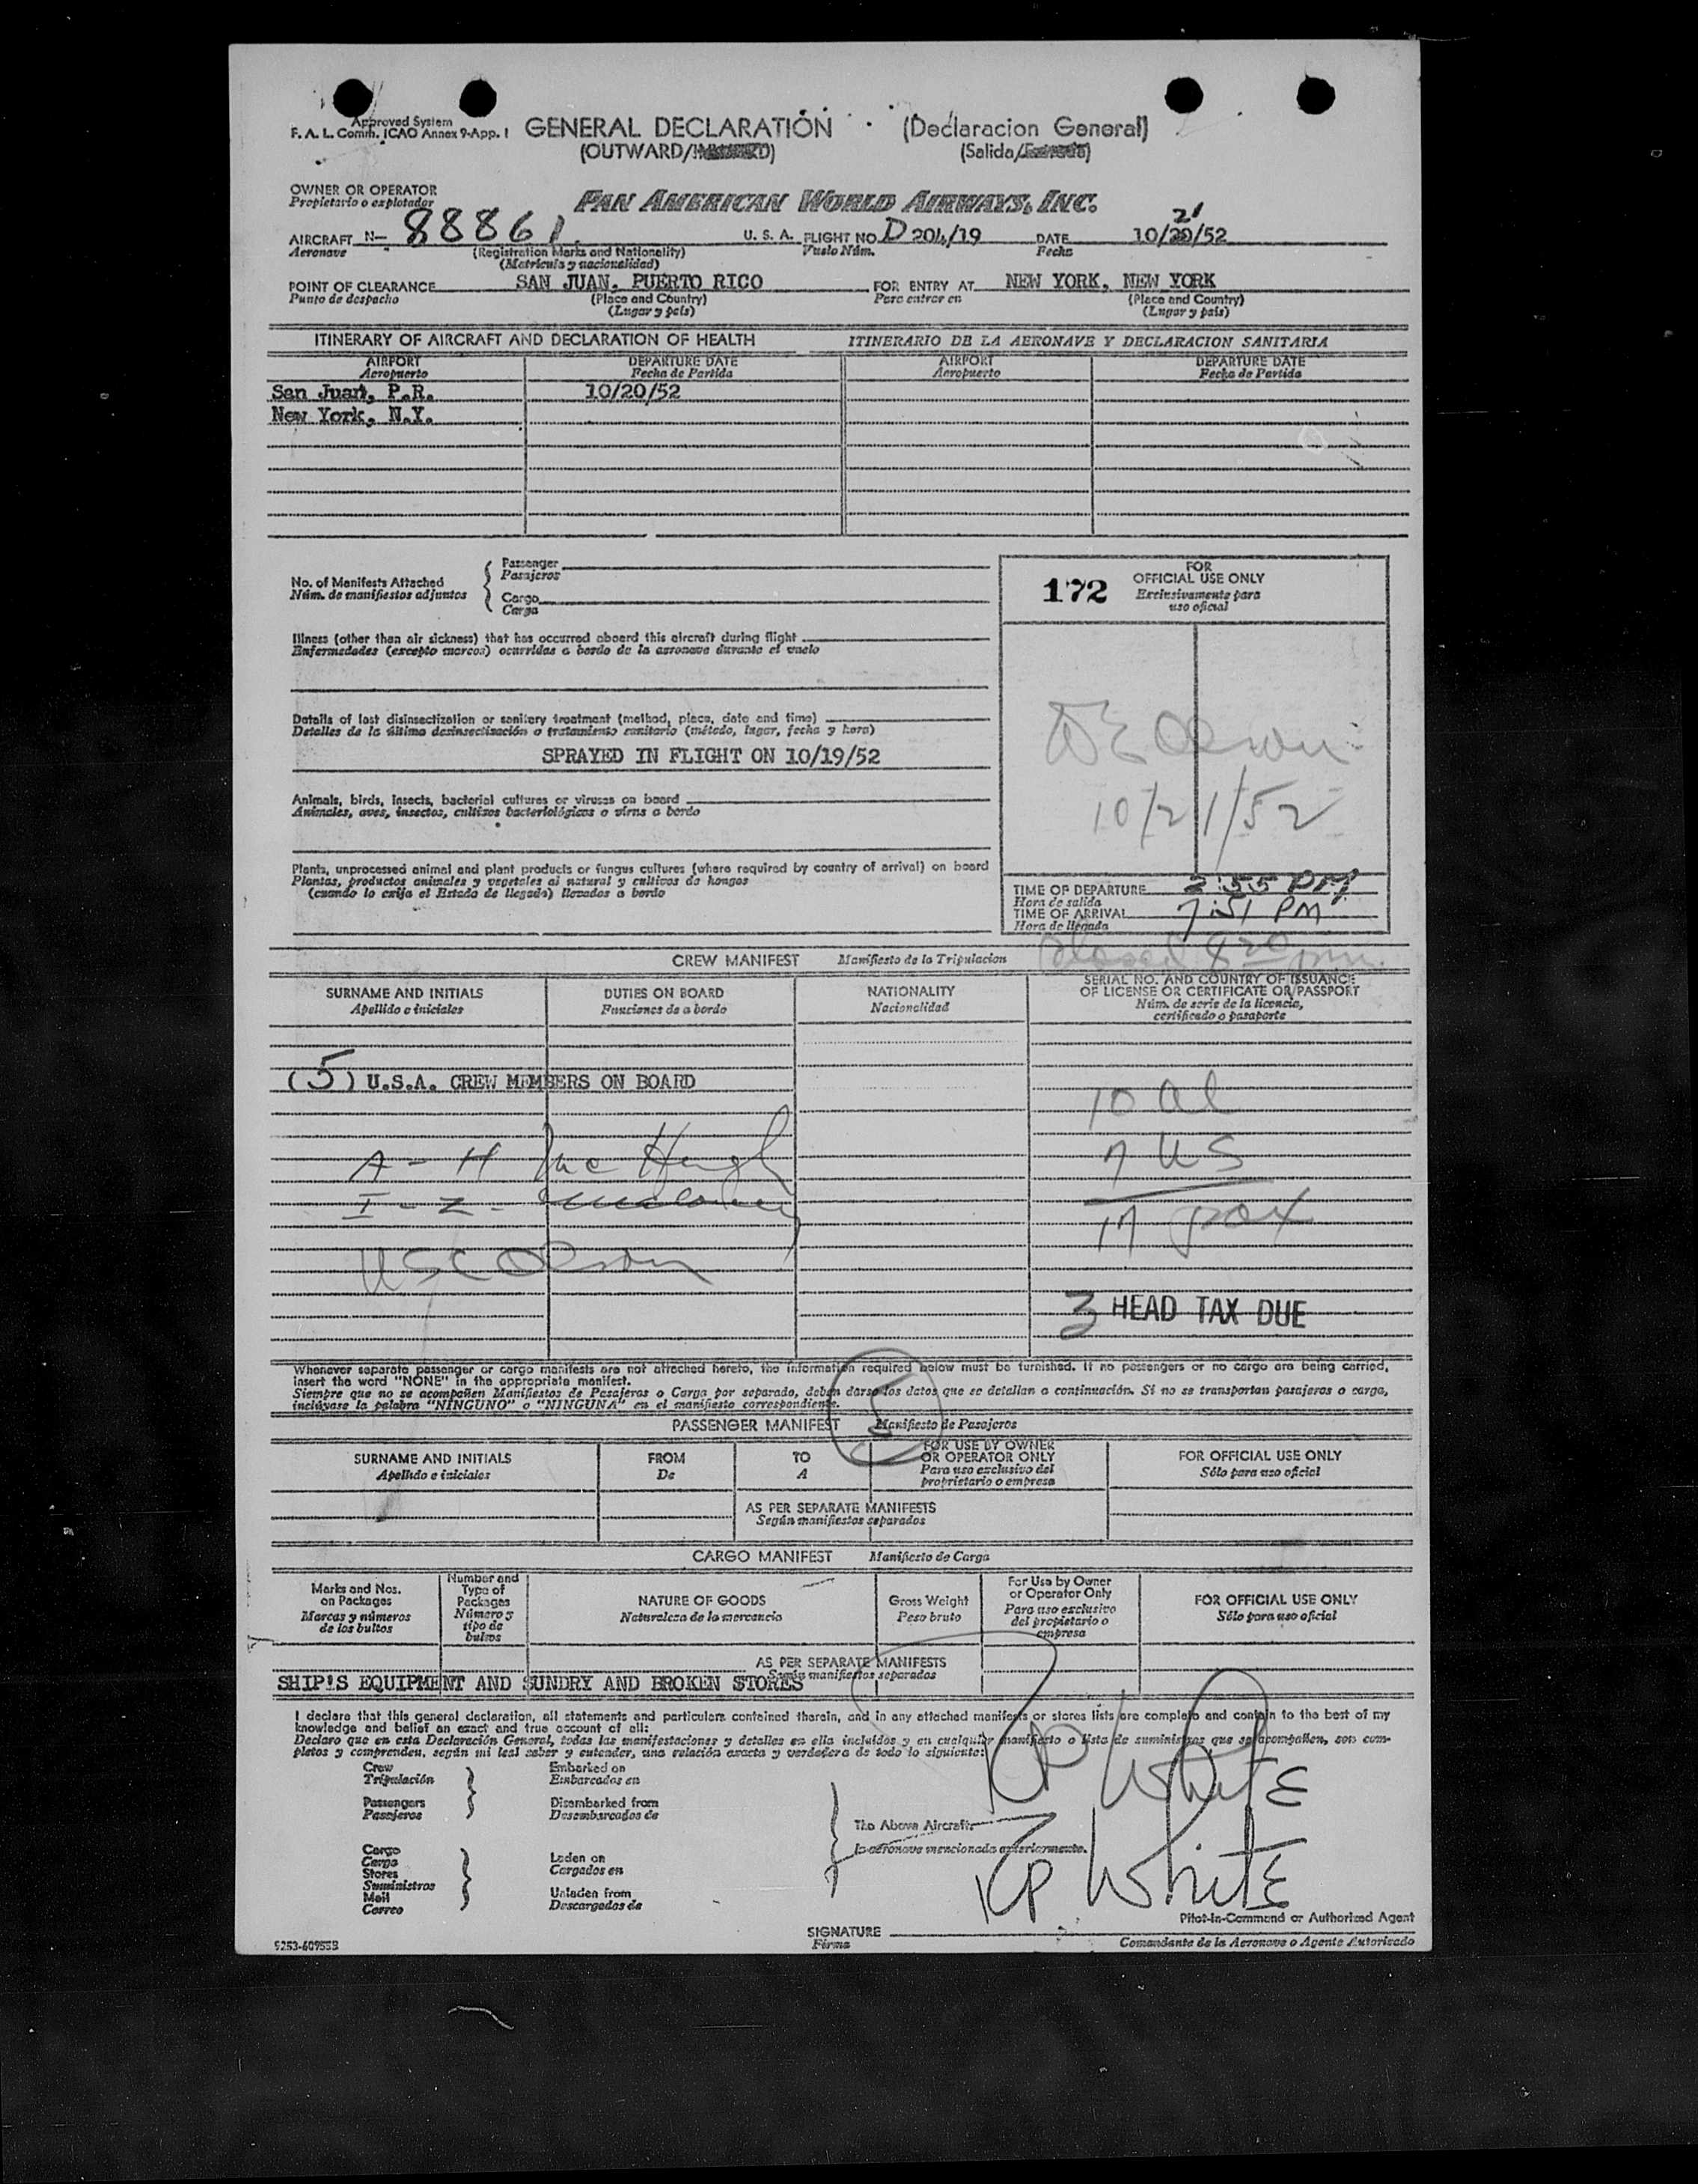 Approved System
F. A. L. Comm. ICAO Annex 9-App. I
GENERAL DECLARATION (Declaracion General)
(OUTWARD/INWARD) (Salida/Entrada)
OWNER OR OPERATOR
Propietario o explotador
PAN AMERICAN WORLD AIRWAYS, INC.
AIRCRAFT N- 88861 U. S. A. FLIGHT NO. D 204/19 DATE 10/20/52 21
Aeronave (Registration Marks and Nationality) Vuelo Núm. Fecha
(Matrícula y nacionalidad)
POINT OF CLEARANCE SAN JUAN, PUERTO RICO FOR ENTRY AT NEW YORK, NEW YORK
Punto de despacho (Place and Country) Para entrar en (Place and Country)
(Lugar y país) (Lugar y país)
ITINERARY OF AIRCRAFT AND DECLARATION OF HEALTH ITINERARIO DE LA AERONAVE Y DECLARACION SANITARIA
AIRPORT DEPARTURE DATE AIRPORT DEPARTURE DATE
Aeropuerto Fecha de Partida Aeropuerto Fecha de Partida
San Juan, P.R. 10/20/52
New York, N.Y.
No. of Manifests Attached
Núm. de manifiestos adjuntos
Passenger
Pasajeros
Cargo
Carga
172
FOR
OFFICIAL USE ONLY
Exclusivamente para
uso oficial
Illness (other than air sickness) that has occurred aboard this aircraft during flight
Enfermedades (excepto mareos) ocurridas a bordo de la aeronave durante el vuelo
Details of last disinsectization or sanitary treatment (method, place, date and time)
Detalles de la última desinsectización o tratamiento sanitario (método, lugar, fecha y hora)
SPRAYED IN FLIGHT ON 10/19/52
Olson
10/21/52
Animals, birds, insects, bacterial cultures or viruses on board
Animales, aves, insectos, cultivos bacteriológicos o virus a bordo
Plants, unprocessed animal and plant products or fungus cultures (where required by country of arrival) on board
Plantas, productos animales y vegetales al natural y cultivos de hongos
(cuando lo exija el Estado de llegada) llevados a bordo
TIME OF DEPARTURE 2:55 PM
Hora de salida
TIME OF ARRIVAL 7:51 PM
Hora de llegada
CREW MANIFEST Manifiesto de la Tripulacion
SURNAME AND INITIALS DUTIES ON BOARD NATIONALITY SERIAL NO. AND COUNTRY OF ISSUANCE
OF LICENSE OR CERTIFICATE OR PASSPORT
Apellido e iniciales Funciones de a bordo Nacionalidad Núm. de serie de la licencia,
certificado o pasaporte
(5) U.S.A. CREW MEMBERS ON BOARD
10 al
A - H Mc Hugh
7 US
I - Z -
17 pax
USC Olson
3 HEAD TAX DUE
Whenever separate passenger or cargo manifests are not attached hereto, the information required below must be furnished. If no passengers or no cargo are being carried,
insert the word "NONE" in the appropriate manifest.
Siempre que no se acompañen Manifiestos de Pasajeros o Carga por separado, deben darse los datos que se detallan a continuación. Si no se transportan pasajeros o carga,
inclúyase la palabra "NINGUNO" o "NINGUNA" en el manifiesto correspondiente.
5
PASSENGER MANIFEST Manifiesto de Pasajeros
SURNAME AND INITIALS FROM TO FOR USE BY OWNER
OR OPERATOR ONLY FOR OFFICIAL USE ONLY
Apellido e iniciales De A Para uso exclusivo del
propietario o empresa Sólo para uso oficial
AS PER SEPARATE MANIFESTS
Según manifiestos separados
CARGO MANIFEST Manifiesto de Carga
Marks and Nos.
on Packages
Marcas y números
de los bultos
Number and
Type of
Packages
Número y
tipo de
bultos
NATURE OF GOODS
Naturaleza de la mercancia
Gross Weight
Peso bruto
For Use by Owner
or Operator Only
Para uso exclusivo
del propietario o
empresa
FOR OFFICIAL USE ONLY
Sólo para uso oficial
AS PER SEPARATE MANIFESTS
Según manifiestos separados
SHIP'S EQUIPMENT AND SUNDRY AND BROKEN STORES
I declare that this general declaration, all statements and particulars contained therein, and in any attached manifests or stores lists are complete and contain to the best of my
knowledge and belief an exact and true account of all:
Declaro que en esta Declaración General, todas las manifestaciones y detalles en ella incluidos y en cualquier manifiesto o lista de suministros que se acompañen, son com-
pletos y comprenden, según mi leal saber y entender, una relación exacta y verdadera de todo lo siguiente:
Crew
Tripulación
Embarked on
Embarcados en
Passengers
Pasajeros
Disembarked from
Desembarcados de
RP White
The Above Aircraft
la aeronave mencionada anteriormente.
Cargo
Carga
Stores
Suministros
Mail
Correo
Laden on
Cargados en
Unladen from
Descargados de
RP White
Pilot-in-Command or Authorized Agent
SIGNATURE
Firma
Comandante de la Aeronave o Agente Autorizado
9253-609558